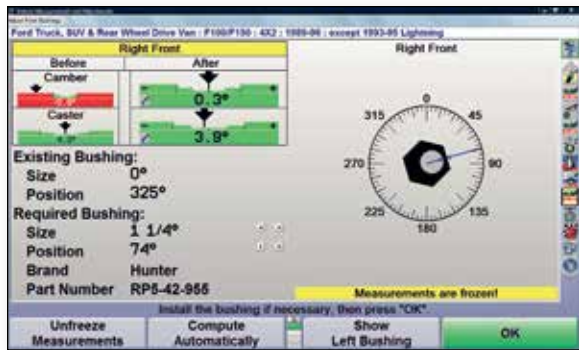 Ford Truck, SUV & Rear Wheel Drive Van : F100/F150 : 4X2 : 1989-96 : except 1993-95 Lightning
Right Front
Before
After
Camber
0.3°
Caster
3.9°
Existing Bushing:
Size 0°
Position 325°
Required Bushing:
Size 1 1/4°
Position 74°
Brand Hunter
Part Number RP5-42-955
Right Front
0
45
90
135
180
225
270
315
Measurements are frozen!
Install the bushing if necessary, then press "OK".
Unfreeze Measurements
Compute Automatically
Show Left Bushing
OK